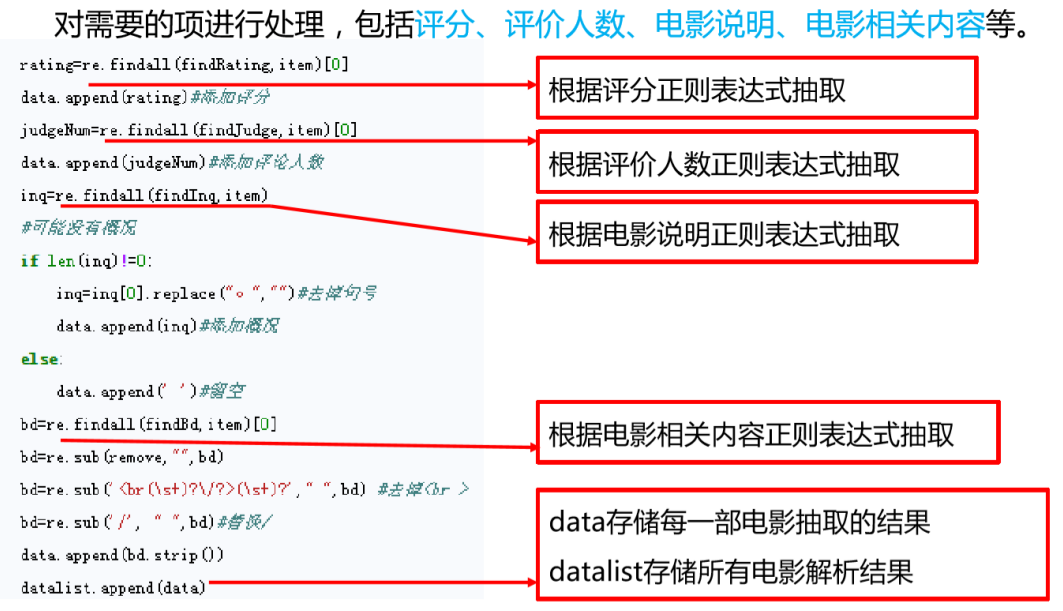 对需要的项进行处理，包括评分、评价人数、电影说明、电影相关内容等。
rating=re.findall(findRating,item)[0]
data.append(rating)#添加评分
judgeNum=re.findall(findJudge,item)[0]
data.append(judgeNum)#添加评论人数
inq=re.findall(findInq,item)
#可能没有概况
if len(inq)!=0:
    inq=inq[0].replace("。","")#去掉句号
    data.append(inq)#添加概况
else:
    data.append(' ')#留空
bd=re.findall(findBd,item)[0]
bd=re.sub(remove,"",bd)
bd=re.sub('<br(\s+)?\/?>(\s+)?'," ",bd) #去掉<br >
bd=re.sub('/', " ",bd)#替换/
data.append(bd.strip())
datalist.append(data)
根据评分正则表达式抽取
根据评价人数正则表达式抽取
根据电影说明正则表达式抽取
根据电影相关内容正则表达式抽取
data存储每一部电影抽取的结果
datalist存储所有电影解析结果